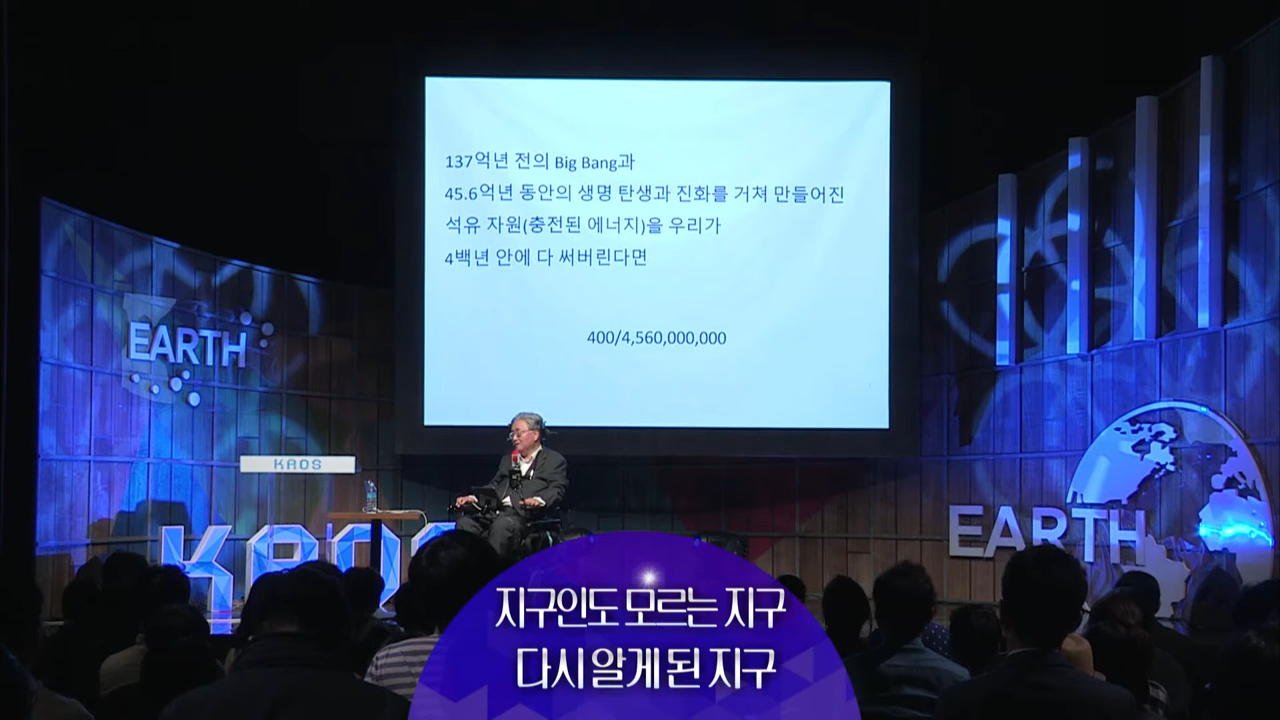 137억년 전의 Big Bang과
45.6억년 동안의 생명 탄생과 진화를 거쳐 만들어진
석유 자원(충전된 에너지)을 우리가
4백년 안에 다 써버린다면
400/4,560,000,000
EARTH
KAOS
KAOS
EARTH
지구인도 모르는 지구
다시 알게 된 지구